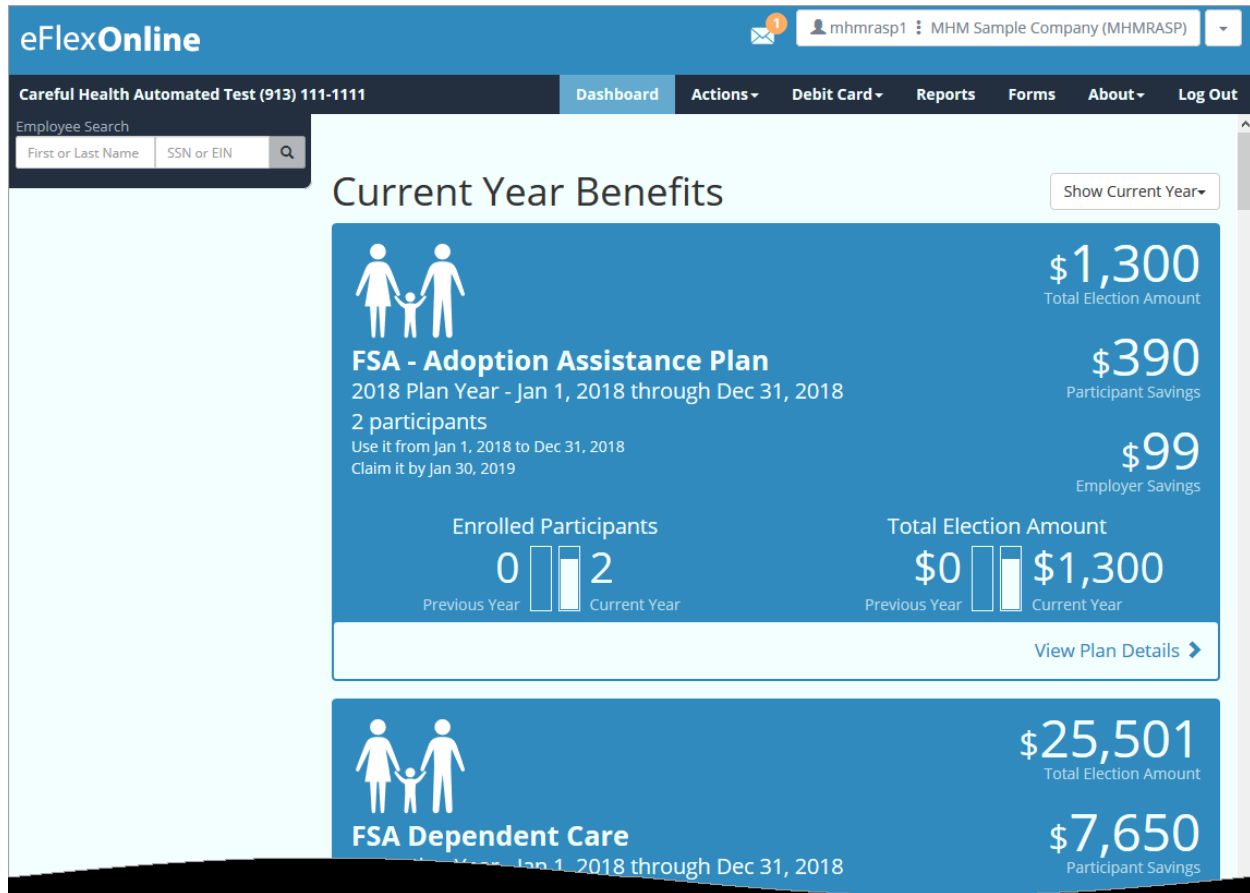 eFlexOnline
1
mhmrasp1 ⋮ MHM Sample Company (MHMRASP)
Careful Health Automated Test (913) 111-1111
Dashboard Actions Debit Card Reports Forms About Log Out
Employee Search
First or Last Name SSN or EIN
Current Year Benefits
Show Current Year
$1,300
Total Election Amount
$390
Participant Savings
$99
Employer Savings
FSA - Adoption Assistance Plan
2018 Plan Year - Jan 1, 2018 through Dec 31, 2018
2 participants
Use it from Jan 1, 2018 to Dec 31, 2018
Claim it by Jan 30, 2019
Enrolled Participants
0 2
Previous Year Current Year
Total Election Amount
$0 $1,300
Previous Year Current Year
View Plan Details
$25,501
Total Election Amount
$7,650
Participant Savings
FSA Dependent Care
Year - Jan 1, 2018 through Dec 31, 2018